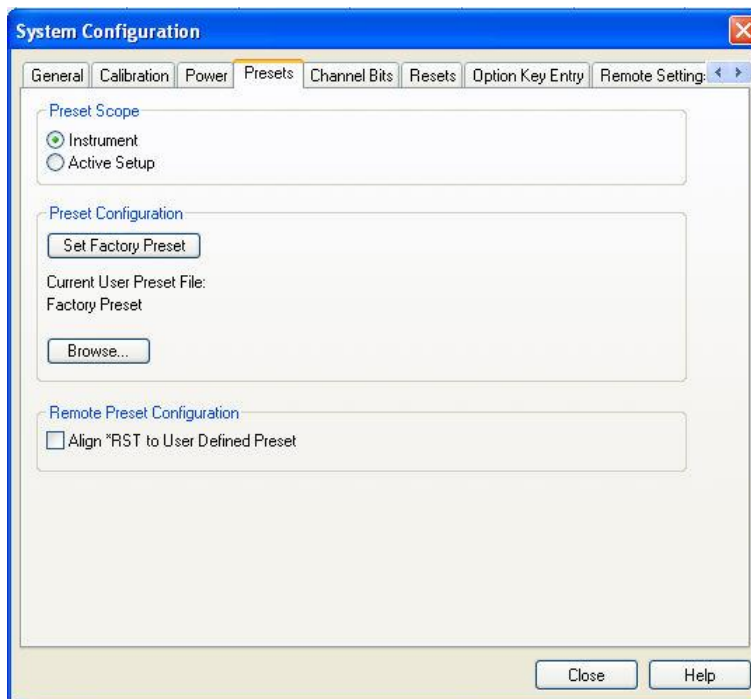 System Configuration
General Calibration Power Presets Channel Bits Resets Option Key Entry Remote Setting
Preset Scope
Instrument
Active Setup
Preset Configuration
Set Factory Preset
Current User Preset File:
Factory Preset
Browse...
Remote Preset Configuration
Align *RST to User Defined Preset
Close Help